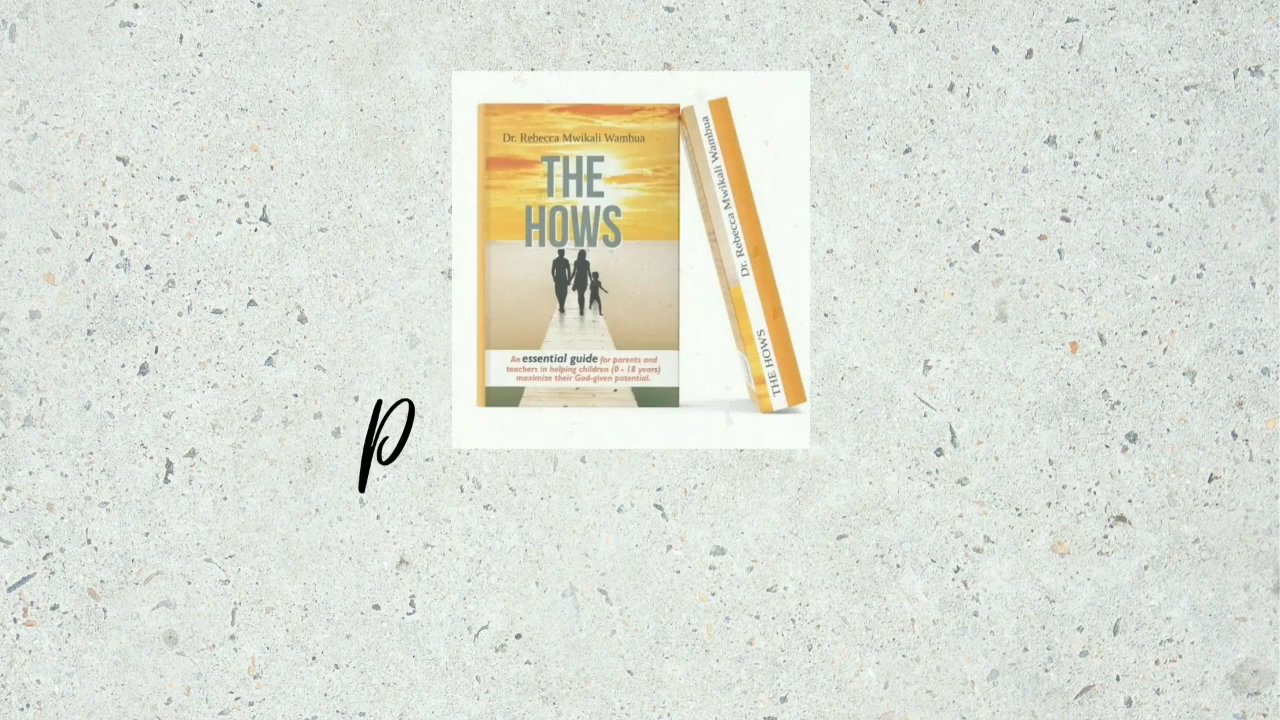 Dr. Rebecca Mwikali Wambua
THE
HOWS
An essential guide for parents and
teachers in helping children (0 - 18 years)
maximize their God-given potential.
Dr. Rebecca Mwikali Wambua
THE HOWS
p